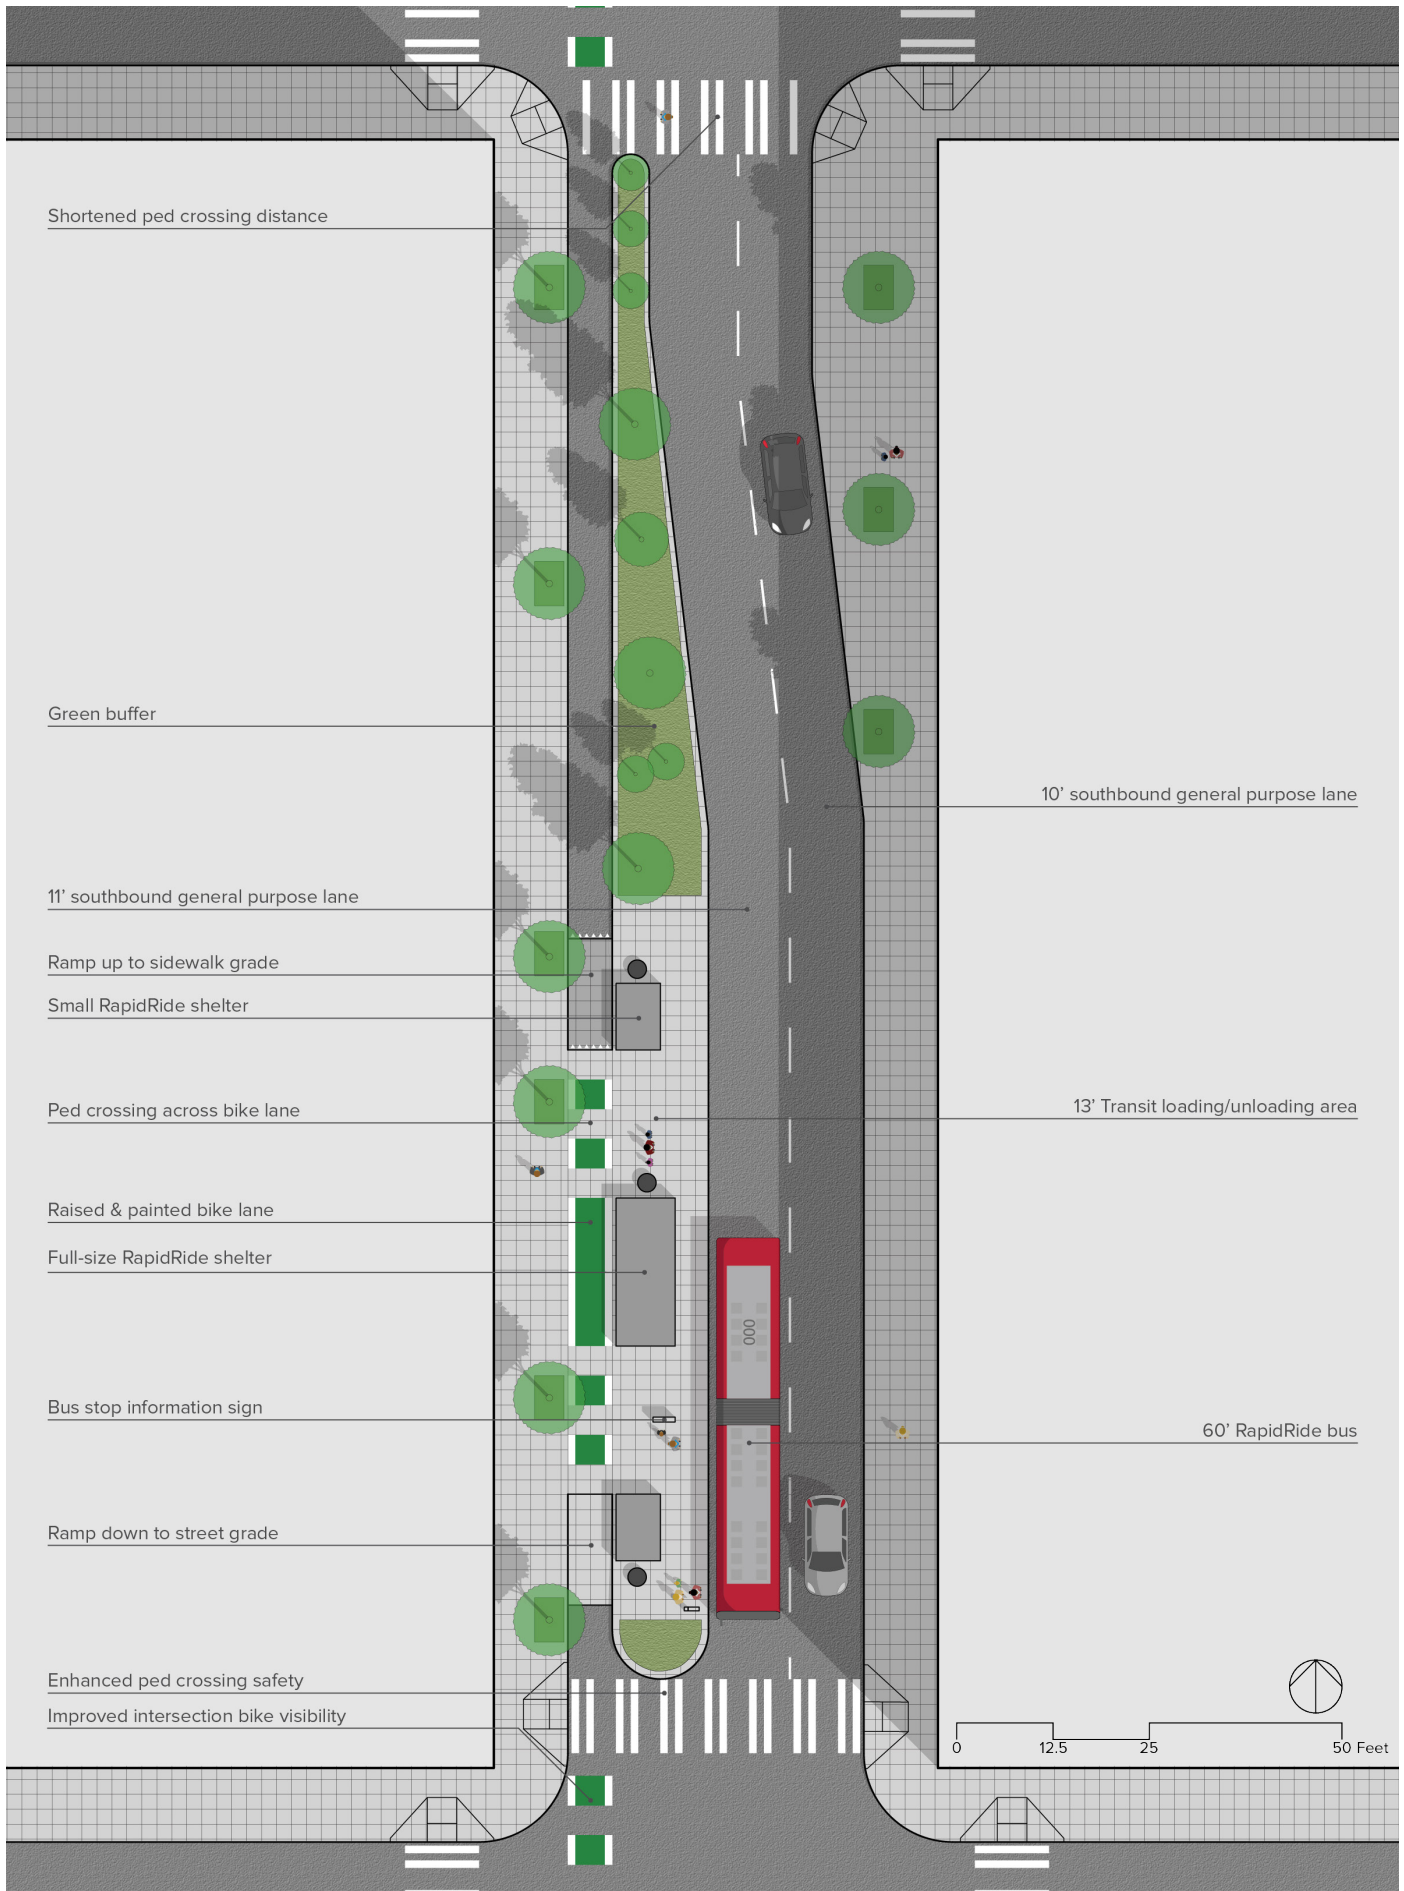 Shortened ped crossing distance
Green buffer
10’ southbound general purpose lane
11’ southbound general purpose lane
Ramp up to sidewalk grade
Small RapidRide shelter
Ped crossing across bike lane
13’ Transit loading/unloading area
Raised & painted bike lane
Full-size RapidRide shelter
000
Bus stop information sign
60’ RapidRide bus
Ramp down to street grade
Enhanced ped crossing safety
Improved intersection bike visibility
0 12.5 25 50 Feet